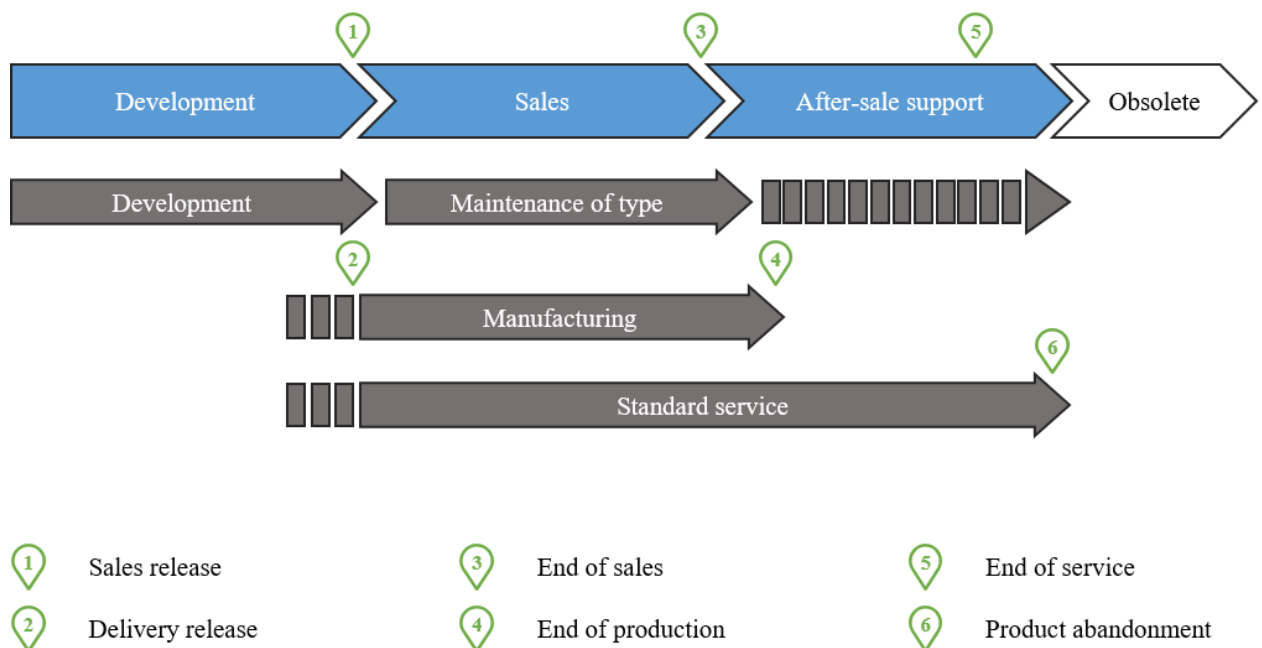 1 3 5
Development Sales After-sale support Obsolete
Development Maintenance of type
2 4
Manufacturing
6
Standard service
1 Sales release 3 End of sales 5 End of service
2 Delivery release 4 End of production 6 Product abandonment